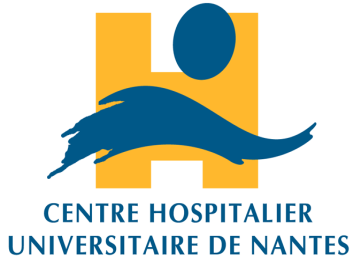 H
CENTRE HOSPITALIER
UNIVERSITAIRE DE NANTES